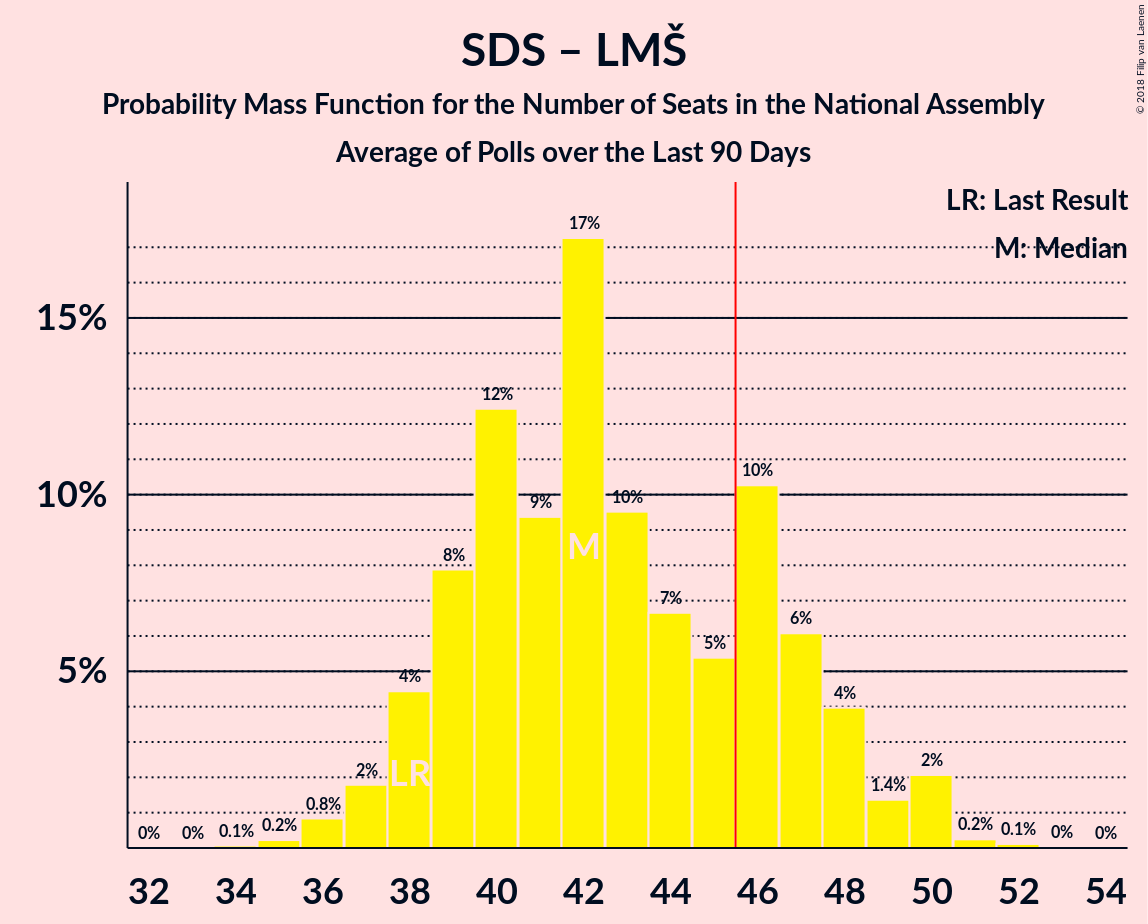 SDS – LMŠ
Probability Mass Function for the Number of Seats in the National Assembly
Average of Polls over the Last 90 Days
© 2018 Filip van Laenen
LR: Last Result
M: Median
15%
10%
5%
0%
0%
0.1%
0.2%
0.8%
2%
4%
8%
12%
9%
17%
10%
7%
5%
10%
6%
4%
1.4%
2%
0.2%
0.1%
0%
0%
LR
M
32 34 36 38 40 42 44 46 48 50 52 54